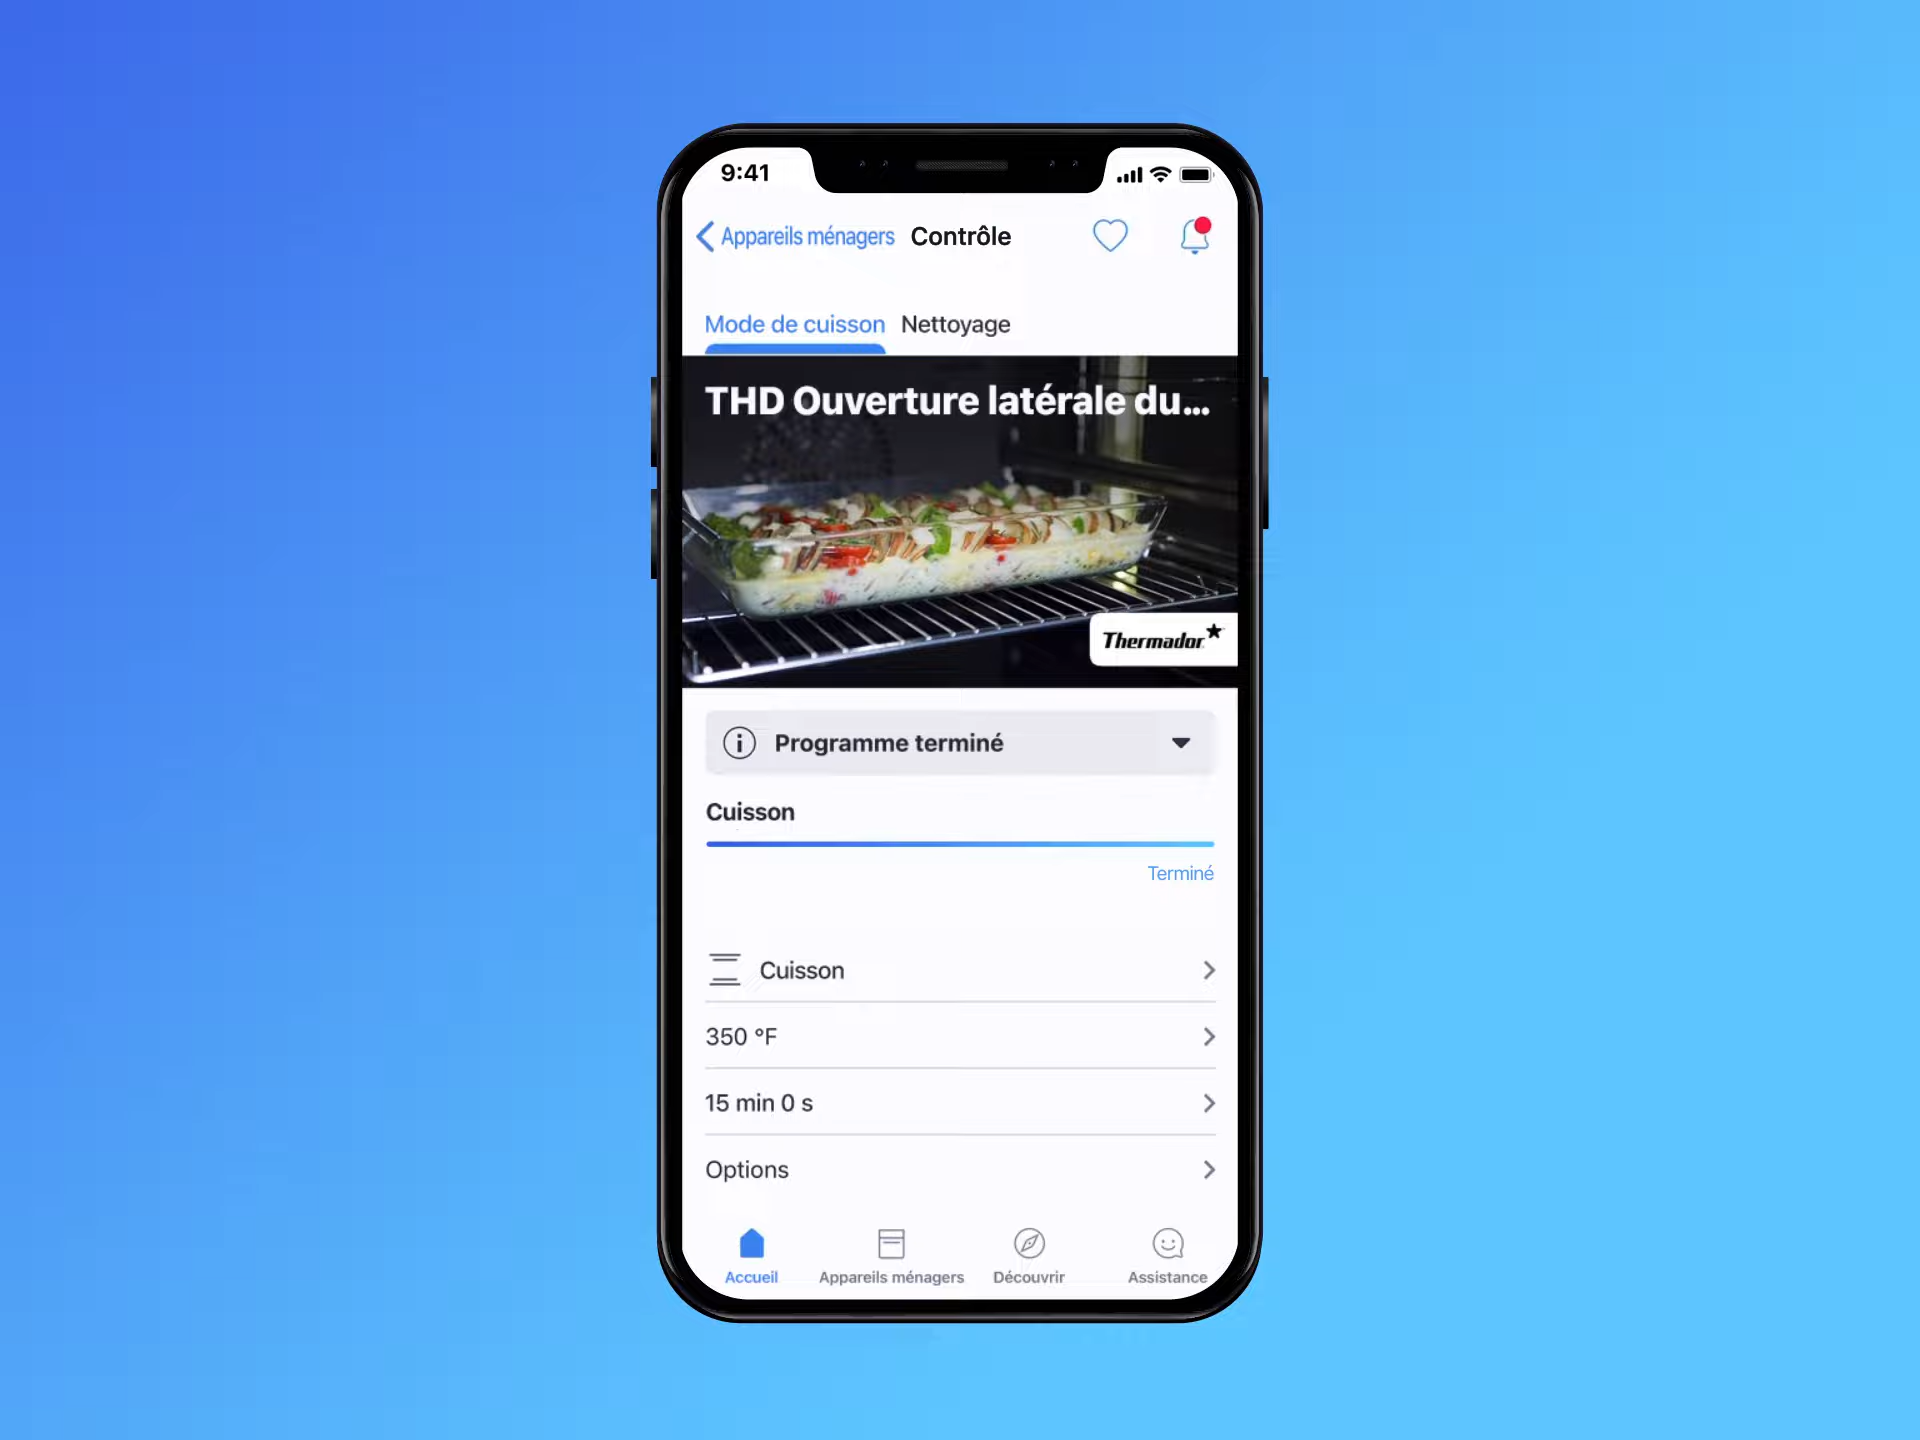 9:41
Appareils ménagers Contrôle
Mode de cuisson Nettoyage
THD Ouverture latérale du...
Thermador
Programme terminé
Cuisson
Terminé
Cuisson
350 °F
15 min 0 s
Options
Accueil Appareils ménagers Découvrir Assistance